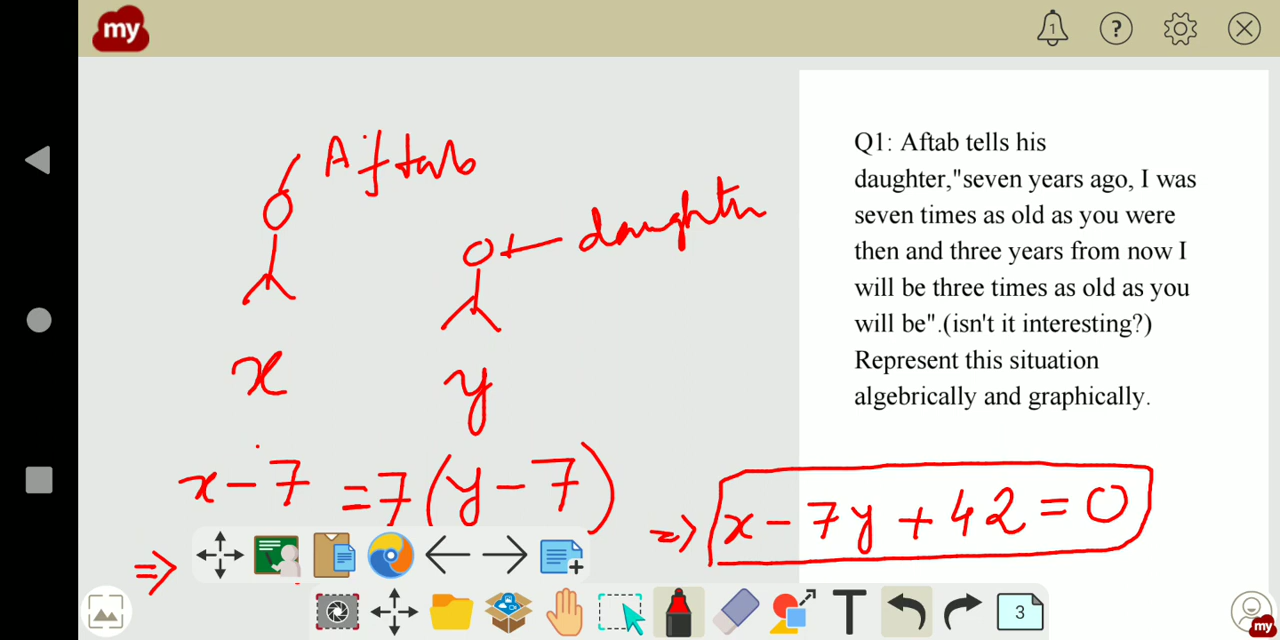 my
1
?
Aftab
daughter
x
y
x - 7 = 7(y - 7)
⇒
⇒ x - 7y + 42 = 0
Q1: Aftab tells his
daughter,"seven years ago, I was
seven times as old as you were
then and three years from now I
will be three times as old as you
will be".(isn't it interesting?)
Represent this situation
algebrically and graphically.
T
3
my